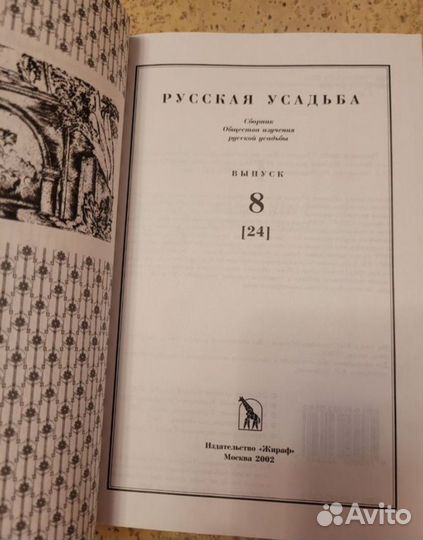 РУССКАЯ УСАДЬБА
Сборник
Общества изучения
русской усадьбы
ВЫПУСК
8
[24]
Издательство «Жираф»
Москва 2002
Avito